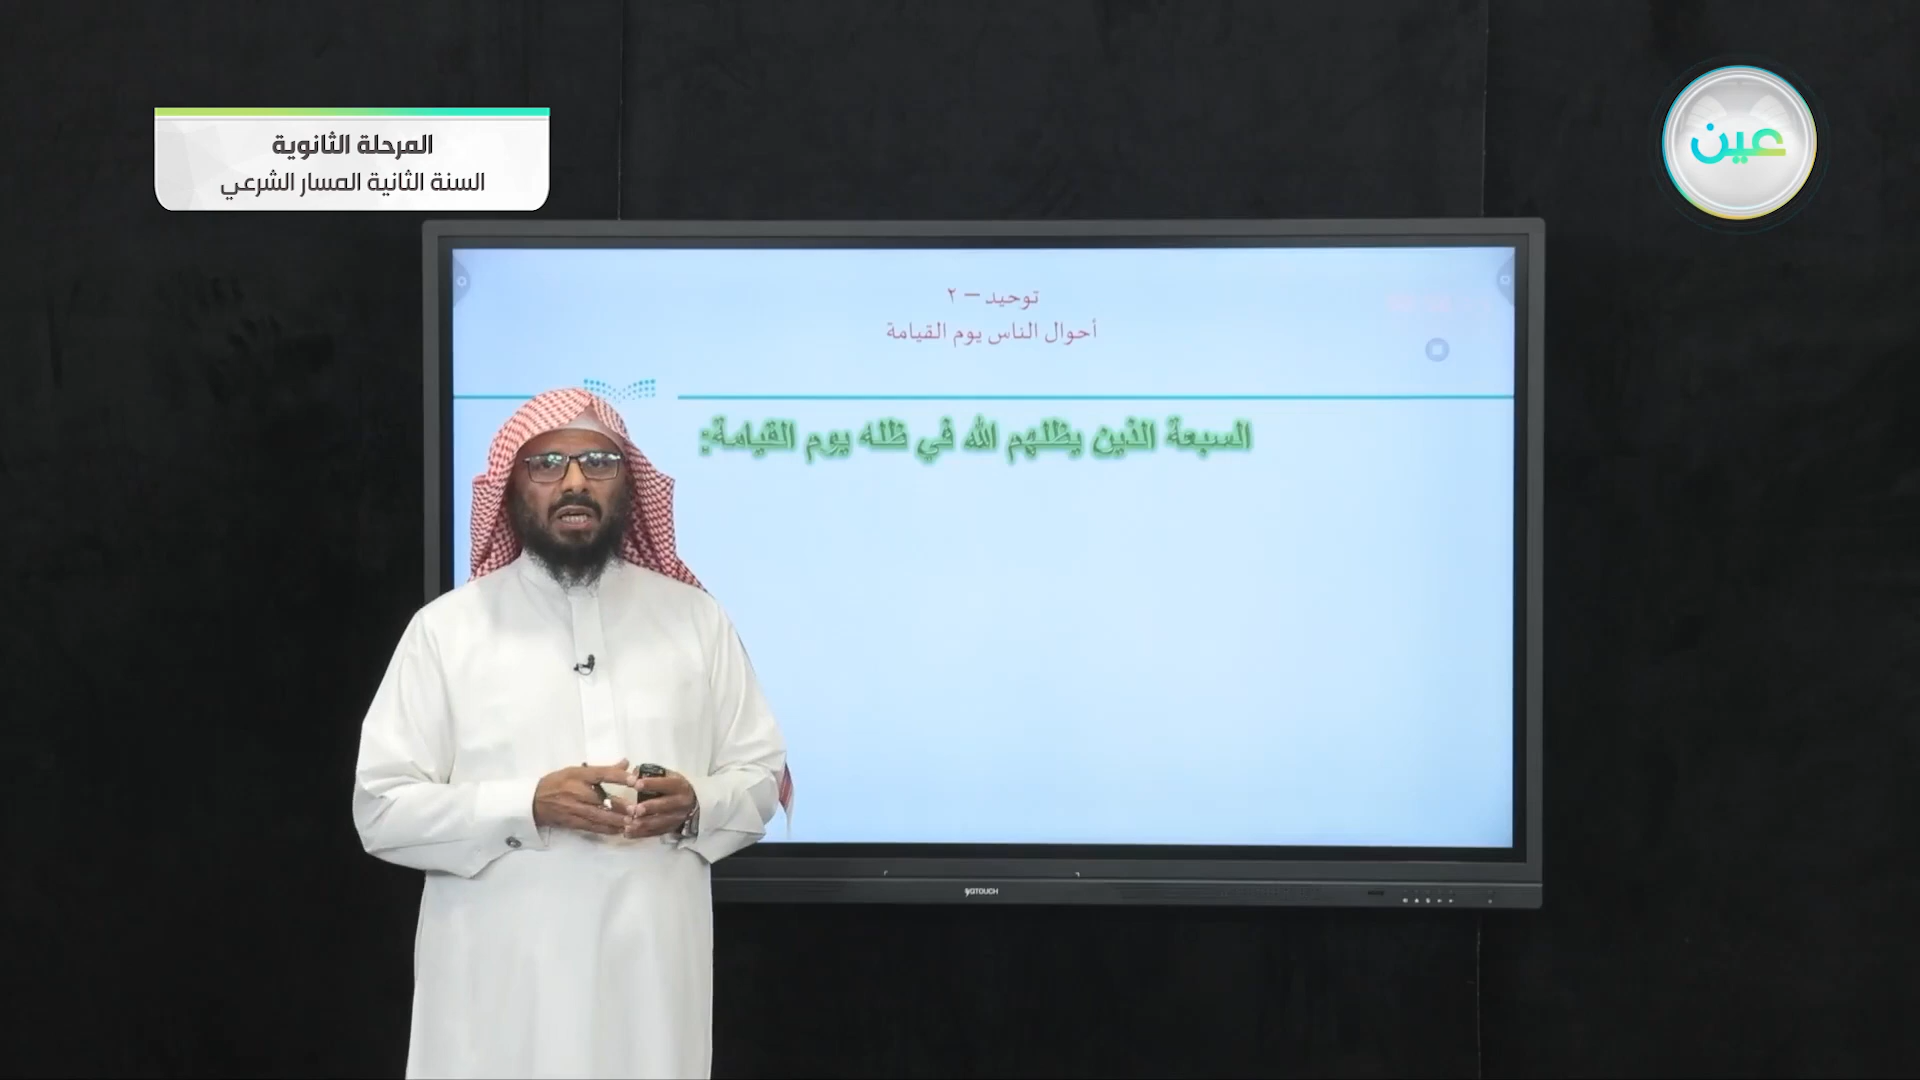 المرحلة الثانوية
السنة الثانية المسار الشرعي
عين
توحيد – ٢
أحوال الناس يوم القيامة
السبعة الذين يظلهم الله في ظله يوم القيامة:
YQTOUCH